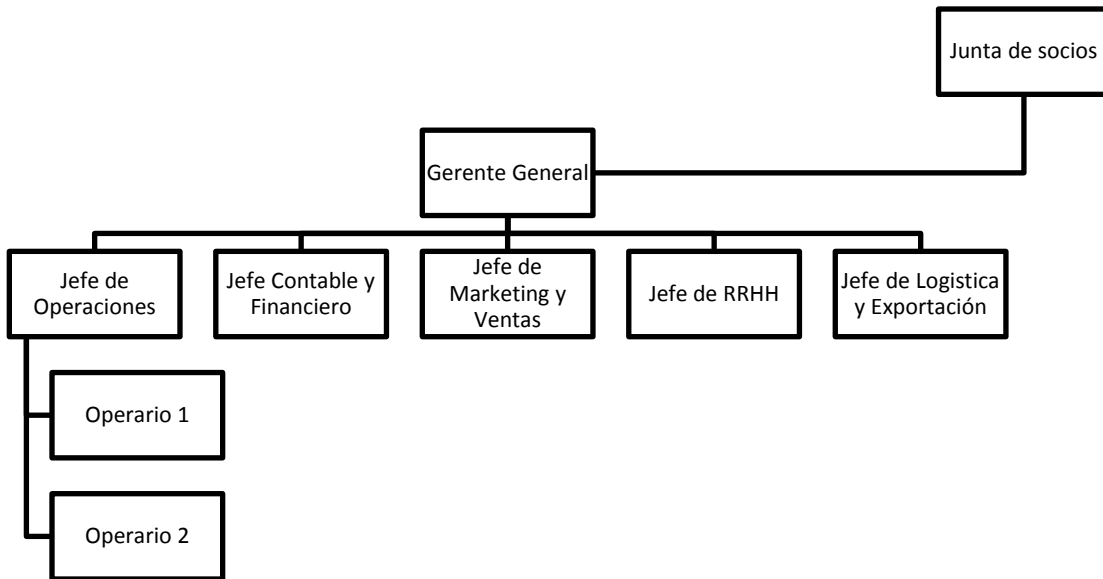 Junta de socios
Gerente General
Jefe de
Operaciones
Jefe Contable y
Financiero
Jefe de
Marketing y
Ventas
Jefe de RRHH
Jefe de Logistica
y Exportación
Operario 1
Operario 2